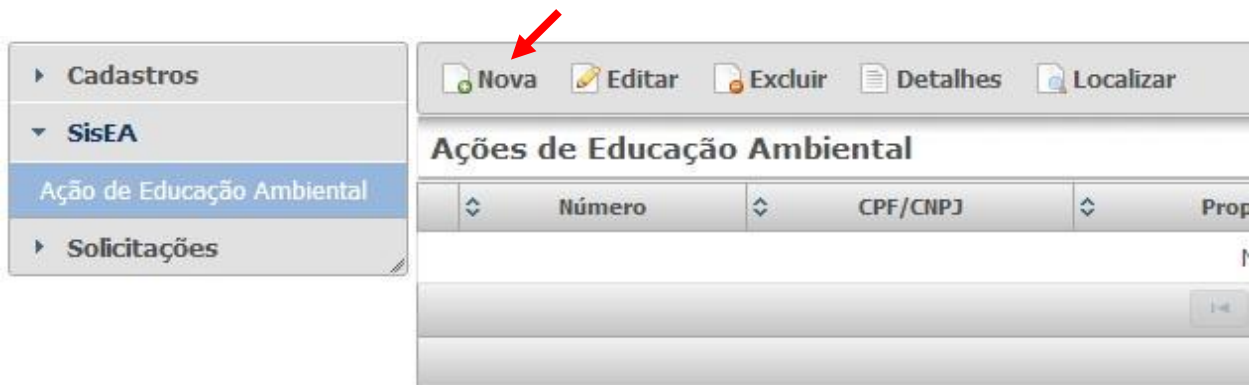 Cadastros
SisEA
Ação de Educação Ambiental
Solicitações
Nova Editar Excluir Detalhes Localizar
Ações de Educação Ambiental
Número CPF/CNPJ